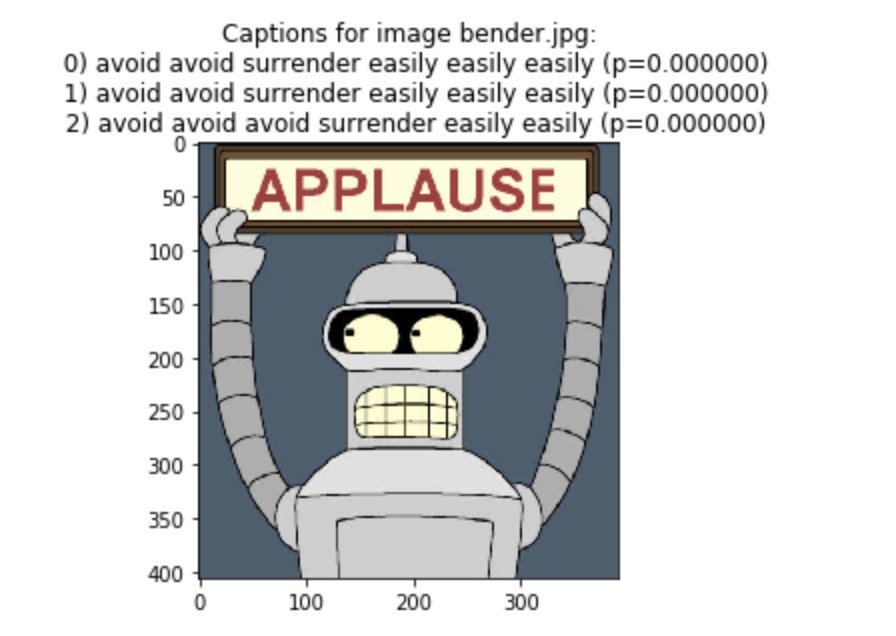 Captions for image bender.jpg:
0) avoid avoid surrender easily easily easily (p=0.000000)
1) avoid avoid surrender easily easily easily (p=0.000000)
2) avoid avoid avoid surrender easily easily (p=0.000000)
0
APPLAUSE
50
100
150
200
250
300
350
400
0 100 200 300